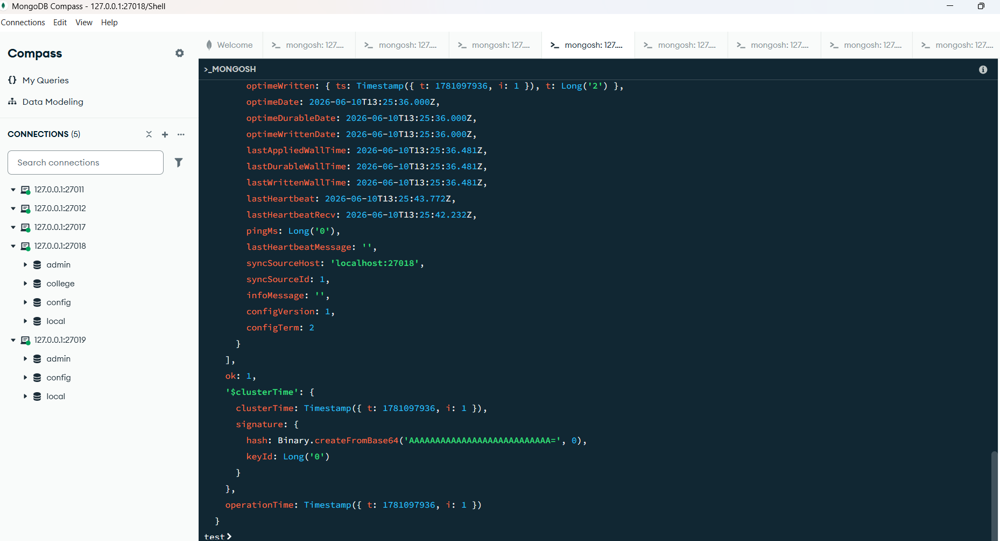 MongoDB Compass - 127.0.0.1:27018/Shell
Connections Edit View Help
Compass
My Queries
Data Modeling
CONNECTIONS (5)
Search connections
127.0.0.1:27011
127.0.0.1:27012
127.0.0.1:27017
127.0.0.1:27018
admin
college
config
local
127.0.0.1:27019
admin
config
local
Welcome
>_ mongosh: 127....
>_ mongosh: 127....
>_ mongosh: 127....
>_ mongosh: 127....
>_ mongosh: 127....
>_ mongosh: 127....
>_ mongosh: 127....
>_ mongosh: 127....
>_MONGOSH
optimeWritten: { ts: Timestamp({ t: 1781097936, i: 1 }), t: Long('2') },
optimeDate: 2026-06-10T13:25:36.000Z,
optimeDurableDate: 2026-06-10T13:25:36.000Z,
optimeWrittenDate: 2026-06-10T13:25:36.000Z,
lastAppliedWallTime: 2026-06-10T13:25:36.481Z,
lastDurableWallTime: 2026-06-10T13:25:36.481Z,
lastWrittenWallTime: 2026-06-10T13:25:36.481Z,
lastHeartbeat: 2026-06-10T13:25:43.772Z,
lastHeartbeatRecv: 2026-06-10T13:25:42.232Z,
pingMs: Long('0'),
lastHeartbeatMessage: '',
syncSourceHost: 'localhost:27018',
syncSourceId: 1,
infoMessage: '',
configVersion: 1,
configTerm: 2
}
],
ok: 1,
'$clusterTime': {
clusterTime: Timestamp({ t: 1781097936, i: 1 }),
signature: {
hash: Binary.createFromBase64('AAAAAAAAAAAAAAAAAAAAAAAAAAA=', 0),
keyId: Long('0')
}
},
operationTime: Timestamp({ t: 1781097936, i: 1 })
}
test>